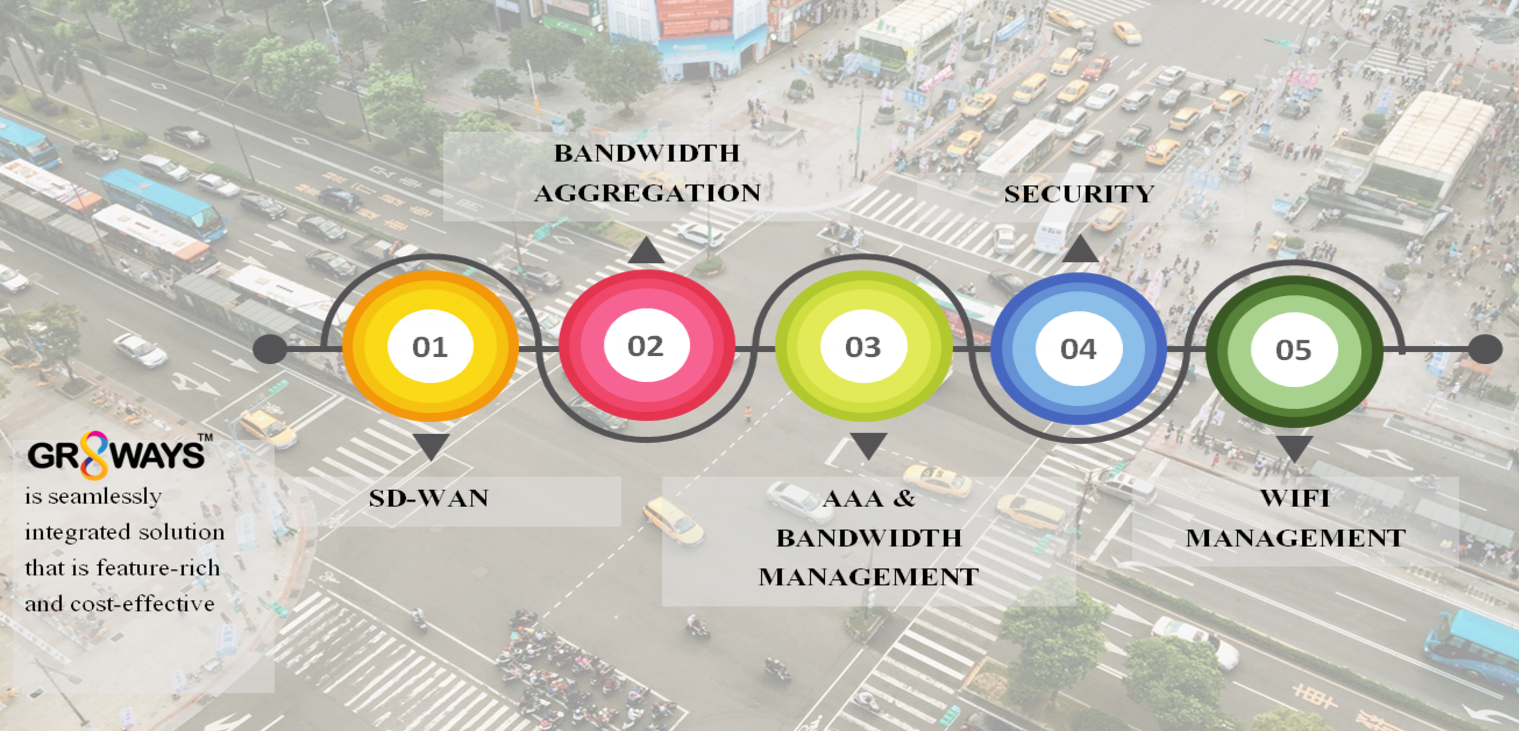 BANDWIDTH
AGGREGATION
SECURITY
01
02
03
04
05
GR8WAYS™
is seamlessly
integrated solution
that is feature-rich
and cost-effective
SD-WAN
AAA &
BANDWIDTH
MANAGEMENT
WIFI
MANAGEMENT